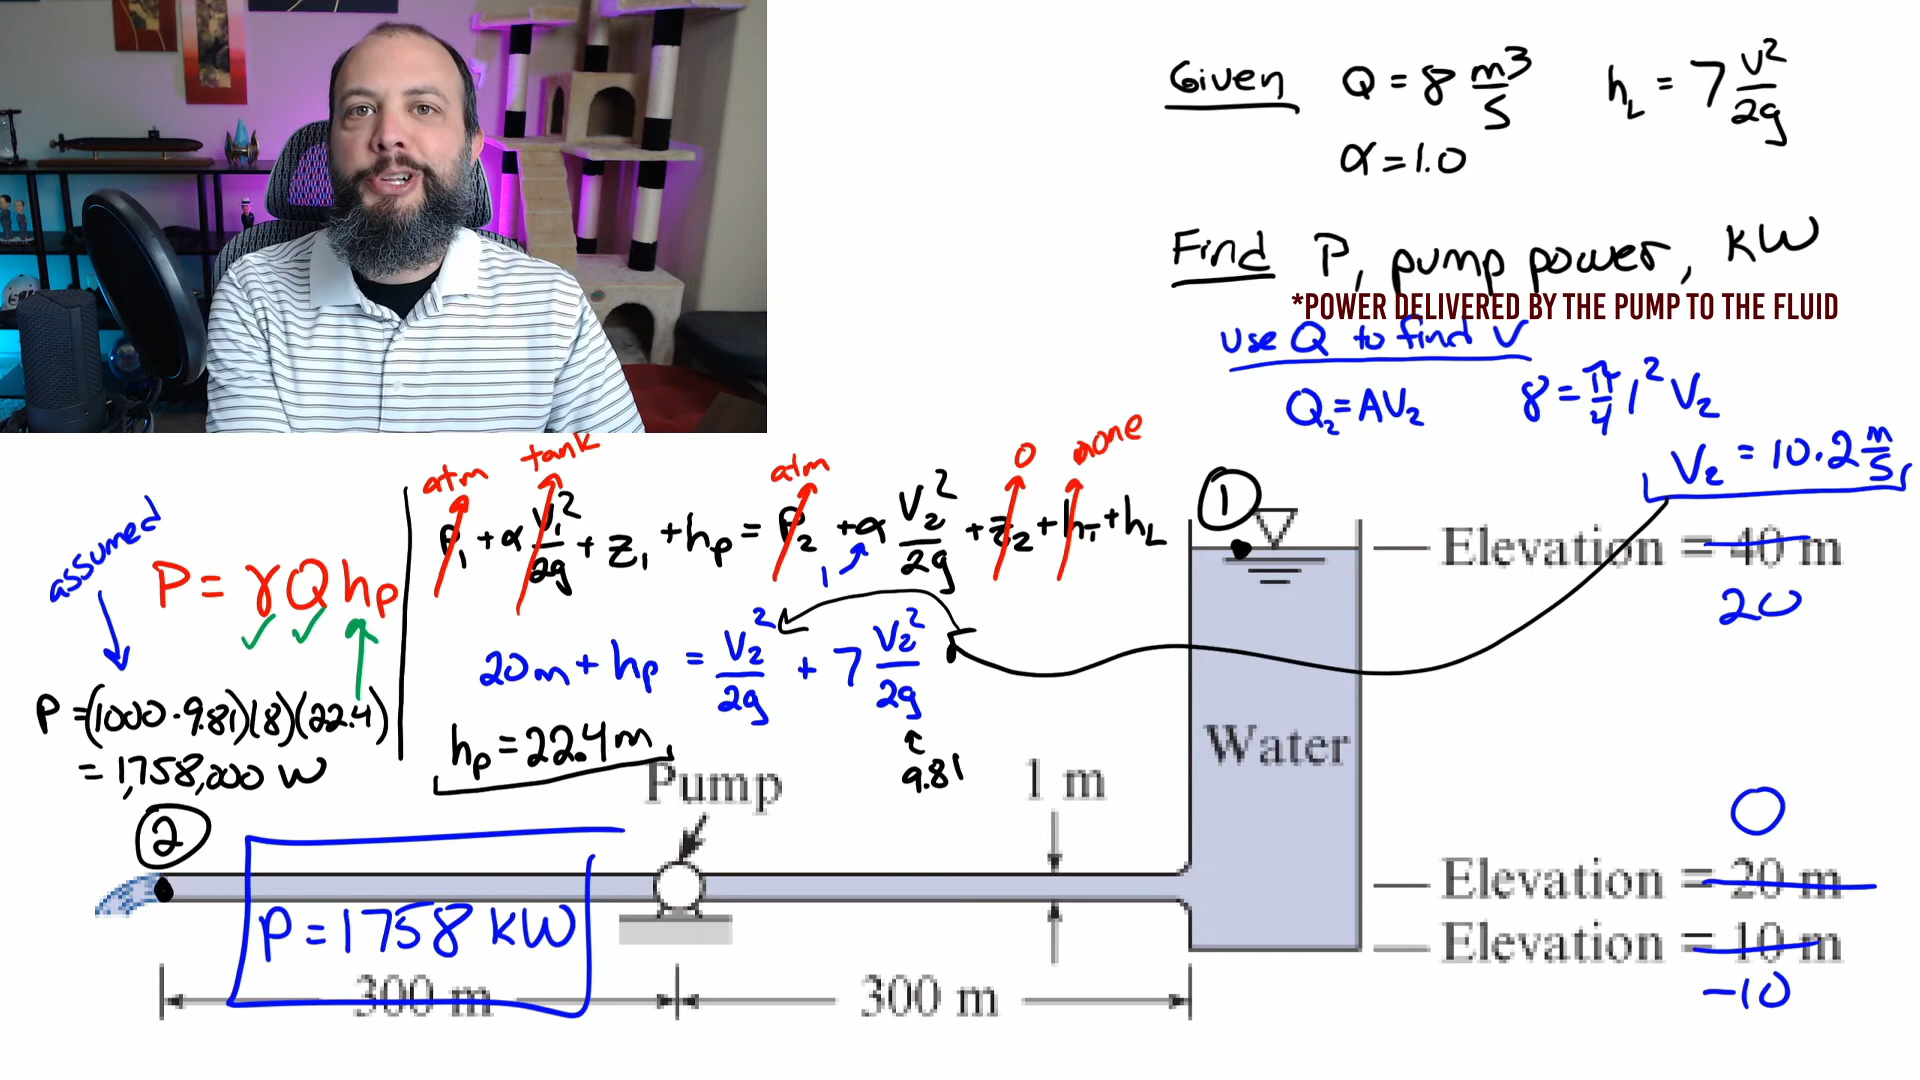 Given Q = 8 m³/s h_L = 7 V²/2g
α = 1.0
Find P, pump power, kW
*POWER DELIVERED BY THE PUMP TO THE FLUID
use Q to find V
Q₂ = AV₂ 8 = π/4 1² V₂
V₂ = 10.2 m/s
atm tank atm 0 none
P₁ + α V₁²/2g + z₁ + hp = P₂ + α V₂²/2g + z₂ + h_T + h_L
1
assumed
P = γQhp
20m + hp = V₂²/2g + 7 V₂²/2g
9.81
hp = 22.4 m
P = (1000·9.81)(8)(22.4)
= 1,758,000 W
1
Elevation = 40 m
20
Water
Pump
1 m
2
P = 1758 kW
0
Elevation = 20 m
Elevation = 10 m
-10
300 m 300 m